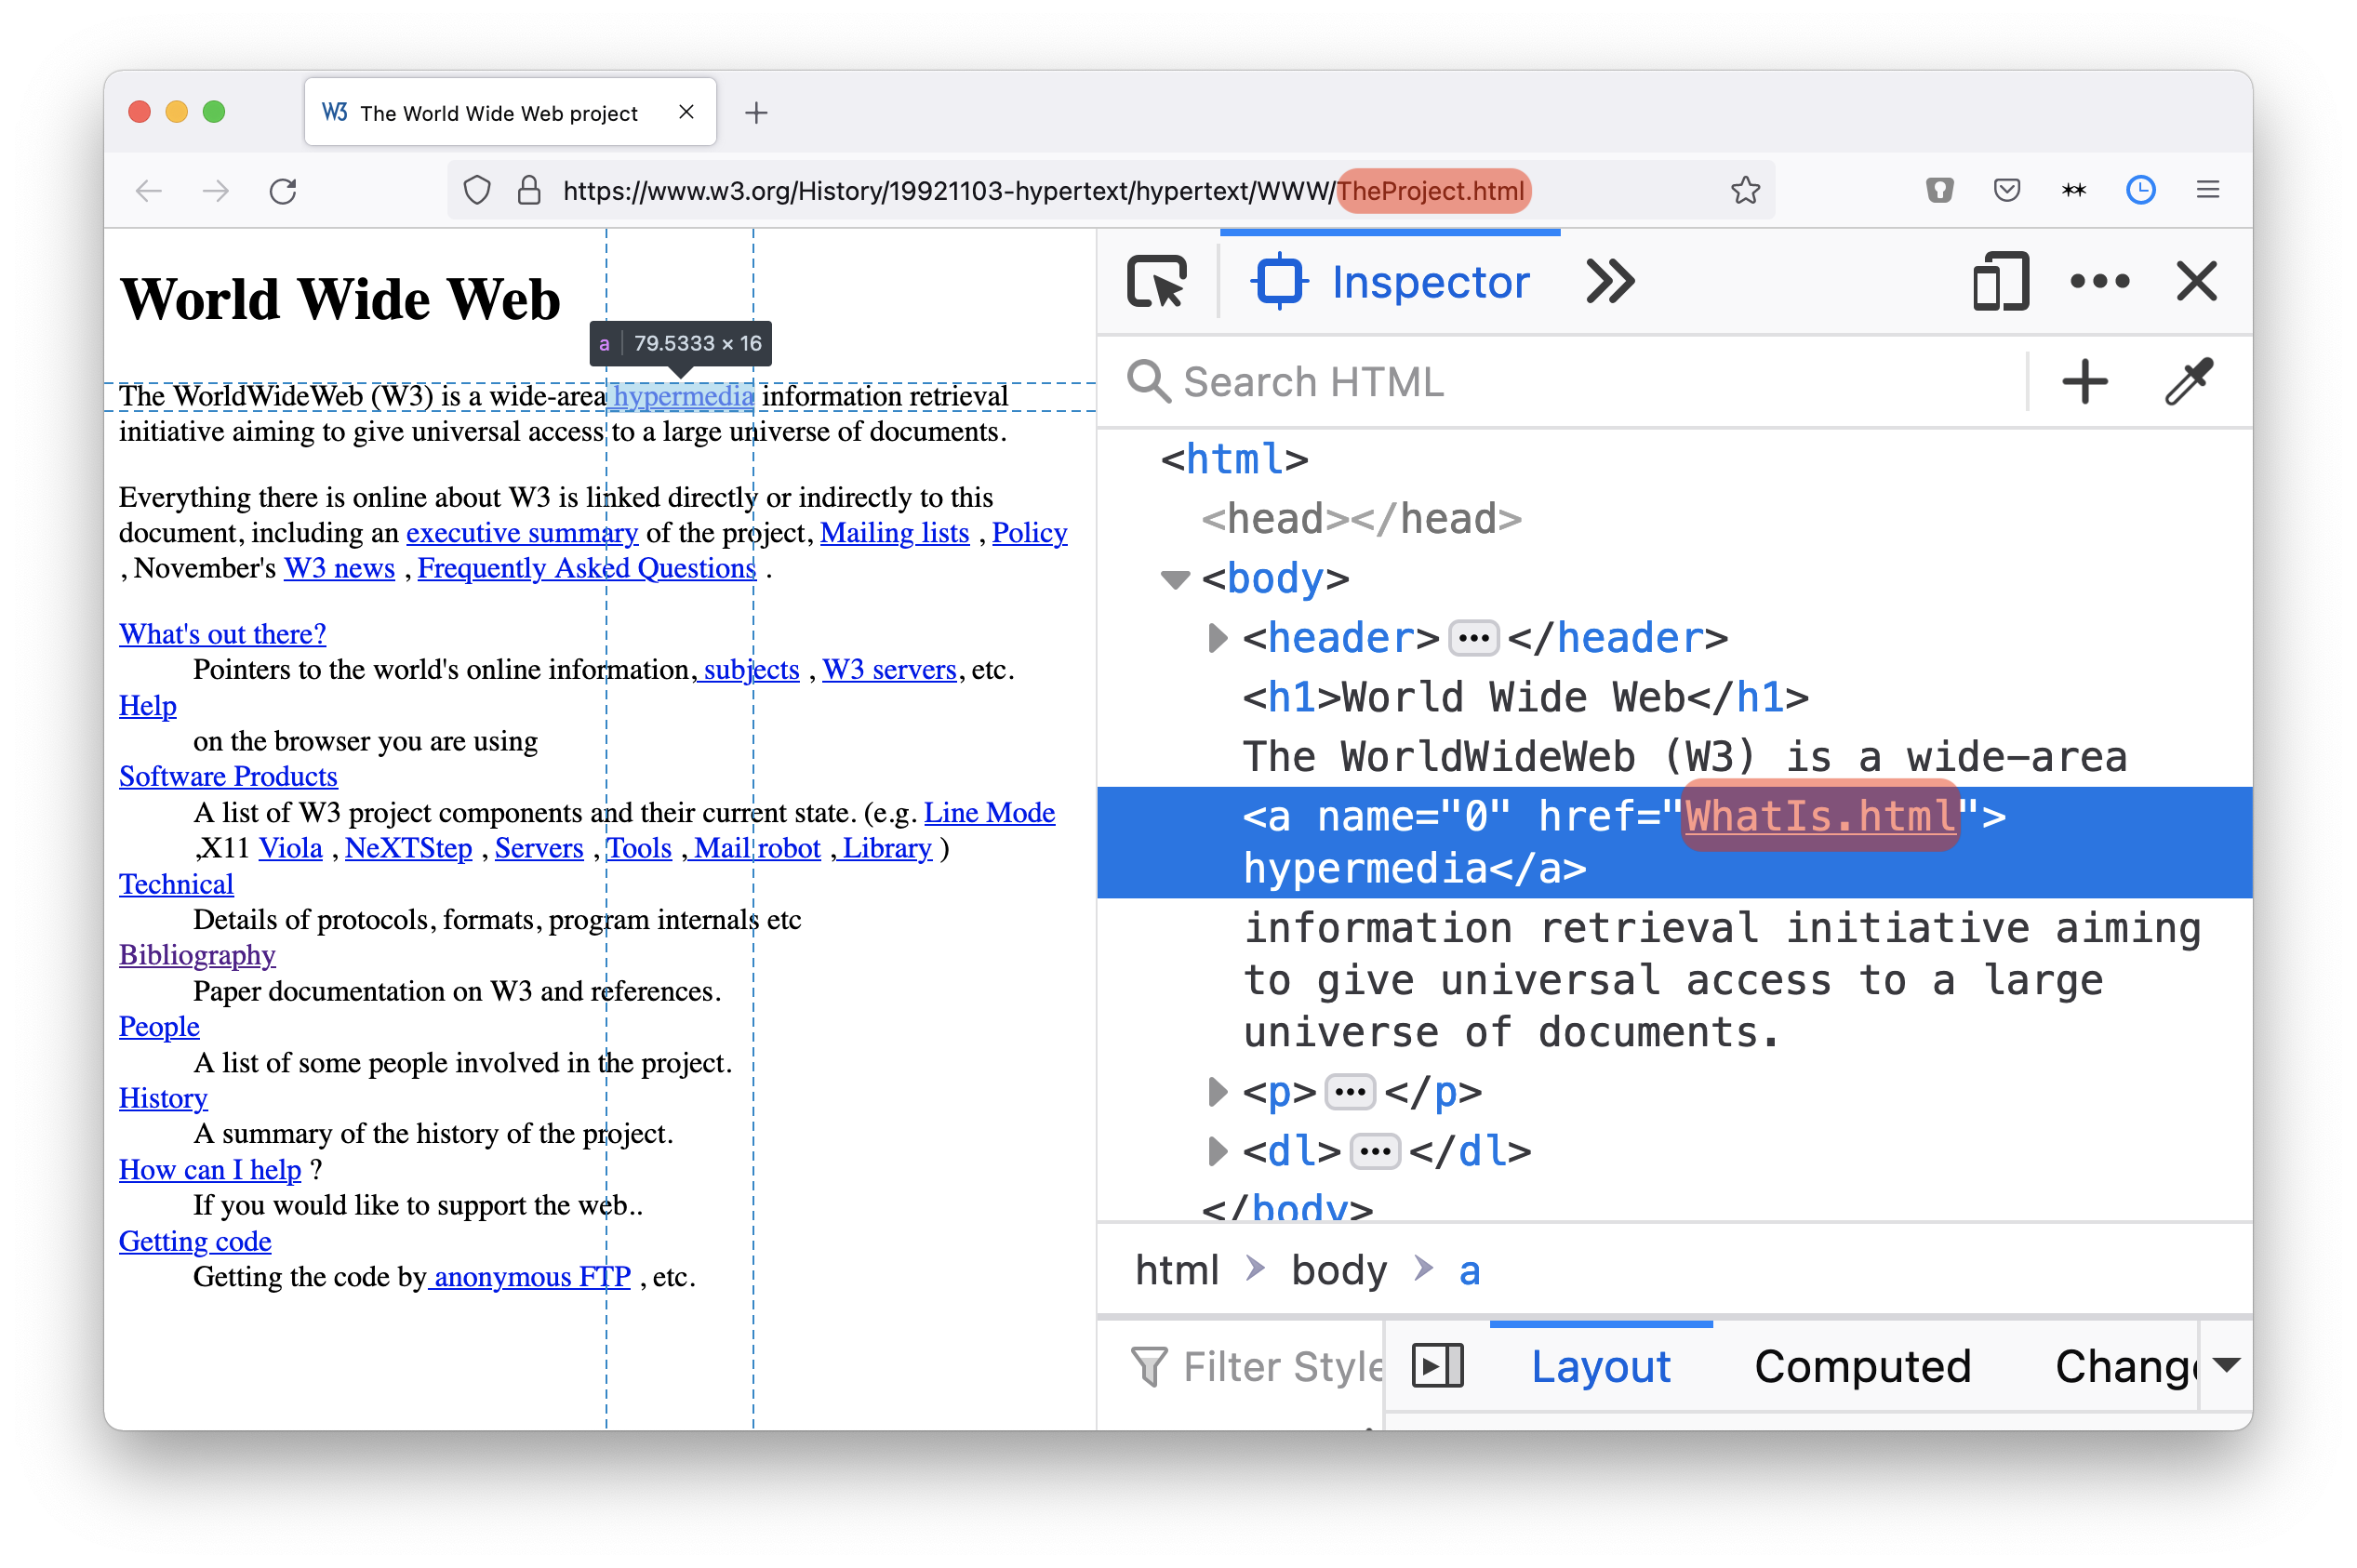 W3 The World Wide Web project
https://www.w3.org/History/19921103-hypertext/hypertext/WWW/TheProject.html
World Wide Web
a 79.5333 × 16
The WorldWideWeb (W3) is a wide-area hypermedia information retrieval
initiative aiming to give universal access to a large universe of documents.
Everything there is online about W3 is linked directly or indirectly to this
document, including an executive summary of the project, Mailing lists , Policy
, November's W3 news , Frequently Asked Questions .
What's out there?
Pointers to the world's online information, subjects , W3 servers, etc.
Help
on the browser you are using
Software Products
A list of W3 project components and their current state. (e.g. Line Mode
,X11 Viola , NeXTStep , Servers , Tools , Mail robot , Library )
Technical
Details of protocols, formats, program internals etc
Bibliography
Paper documentation on W3 and references.
People
A list of some people involved in the project.
History
A summary of the history of the project.
How can I help ?
If you would like to support the web..
Getting code
Getting the code by anonymous FTP , etc.
Inspector
Search HTML
<html>
<head></head>
<body>
<header>…</header>
<h1>World Wide Web</h1>
The WorldWideWeb (W3) is a wide-area
<a name="0" href="WhatIs.html">
hypermedia</a>
information retrieval initiative aiming
to give universal access to a large
universe of documents.
<p>…</p>
<dl>…</dl>
</body>
html > body > a
Filter Style
Layout Computed Chang